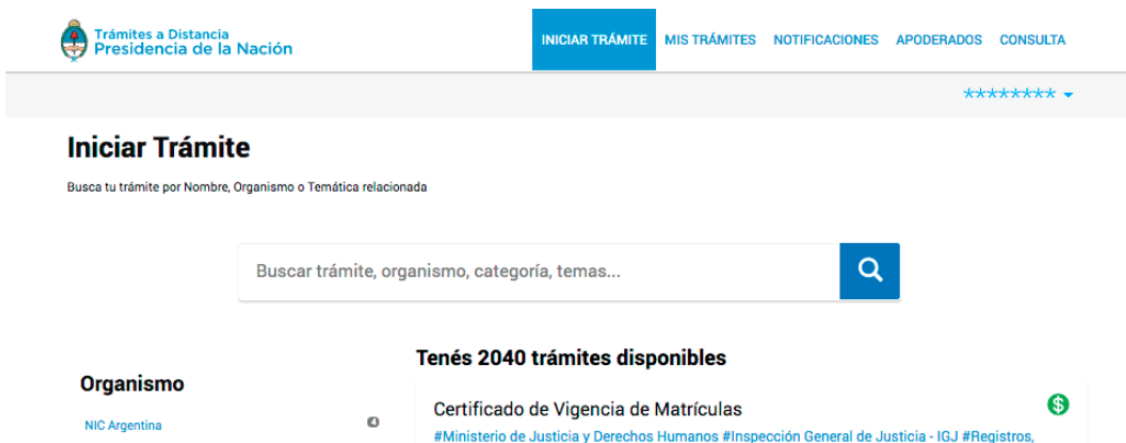 Trámites a Distancia
Presidencia de la Nación
INICIAR TRÁMITE MIS TRÁMITES NOTIFICACIONES APODERADOS CONSULTA
********
Iniciar Trámite
Busca tu trámite por Nombre, Organismo o Temática relacionada
Buscar trámite, organismo, categoría, temas...
Tenés 2040 trámites disponibles
Organismo
NIC Argentina 4
Certificado de Vigencia de Matrículas
$
#Ministerio de Justicia y Derechos Humanos #Inspección General de Justicia - IGJ #Registros,